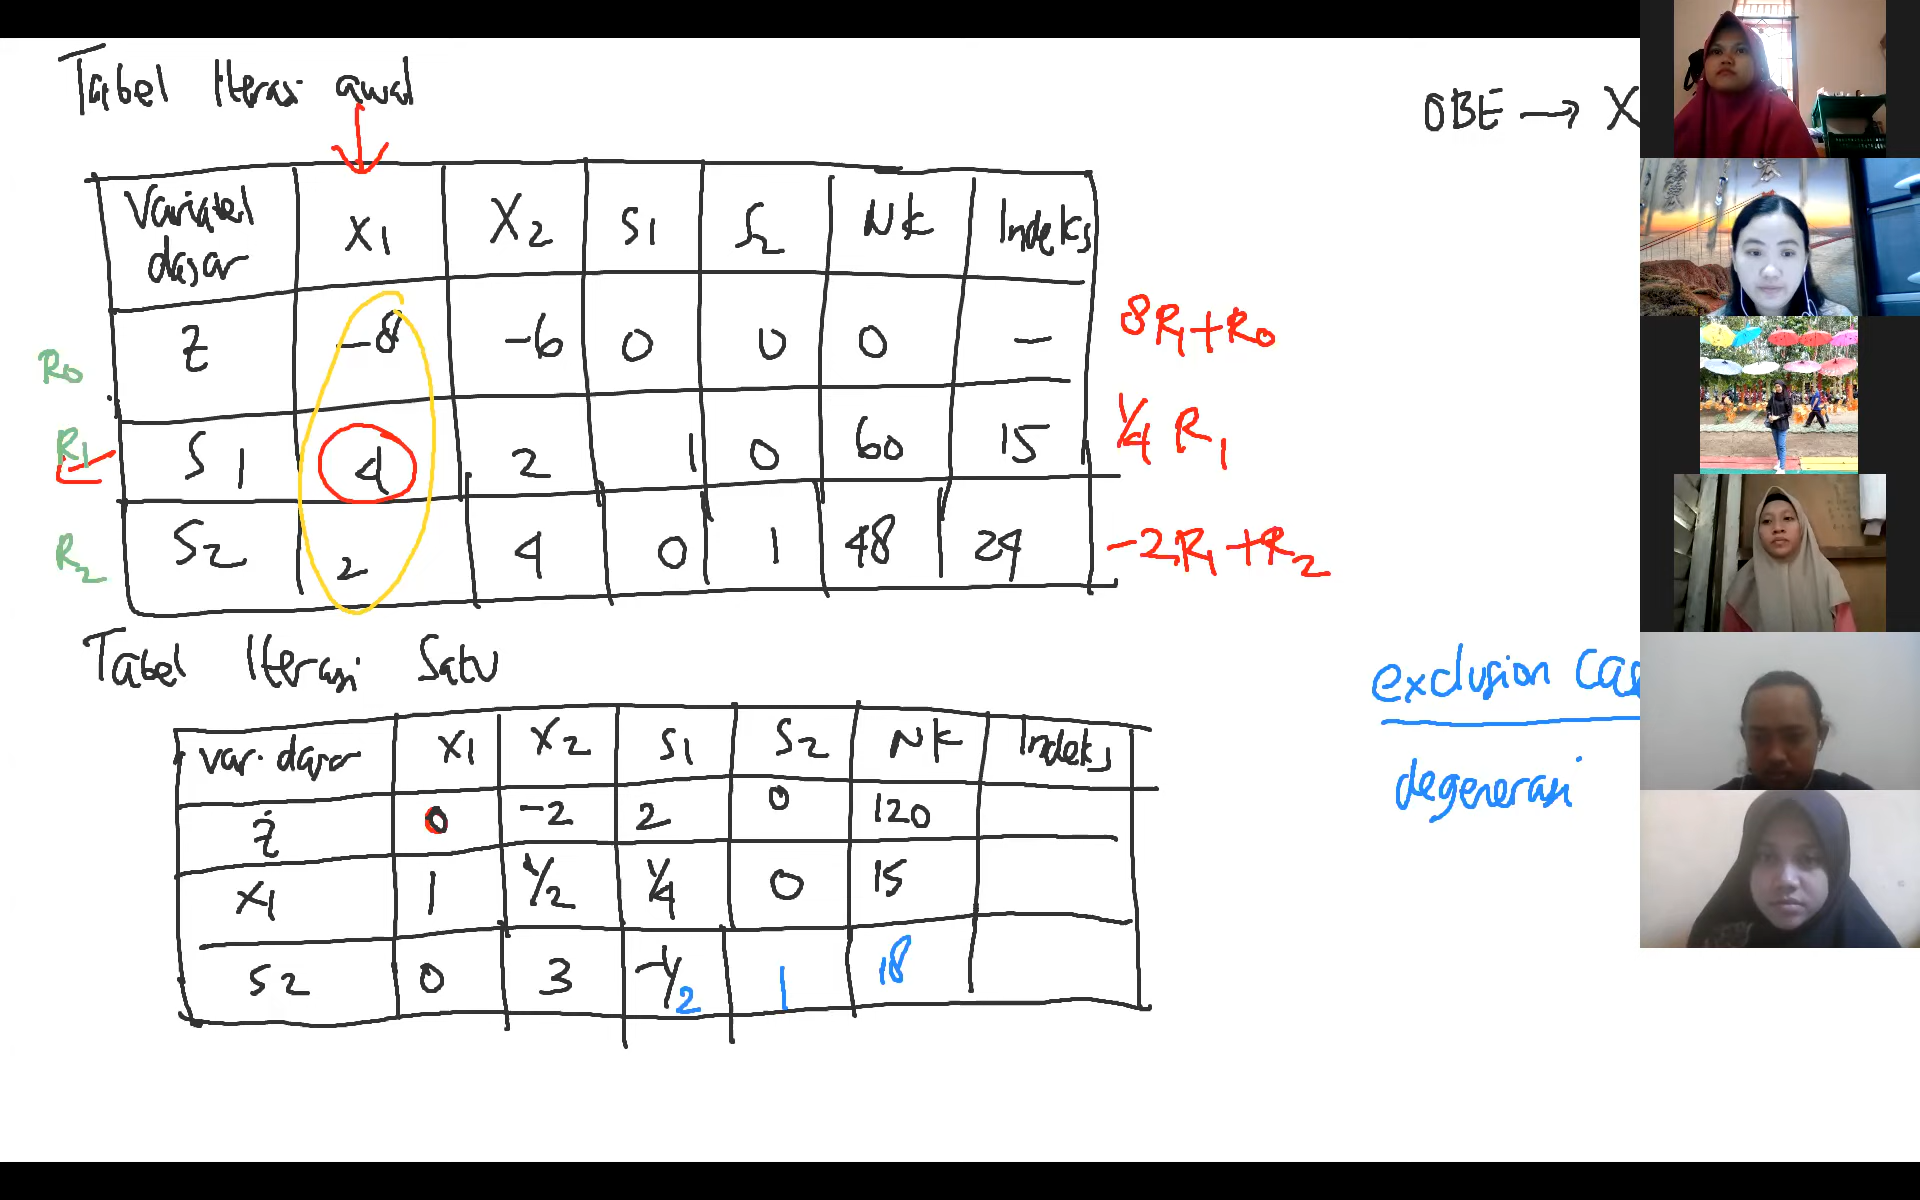 Tabel Iterasi awal
OBE → X
Variabel dasar X1 X2 S1 S2 NK Indeks
R0 Z -8 -6 0 0 0 - 8R1+R0
R1 S1 4 2 1 0 60 15 1/4 R1
R2 S2 2 4 0 1 48 24 -2R1+R2
Tabel Iterasi Satu
exclusion cas
degenerasi
var. dasar X1 X2 S1 S2 NK Indeks
Z 0 -2 2 0 120
X1 1 1/2 1/4 0 15
S2 0 3 -1/2 1 18